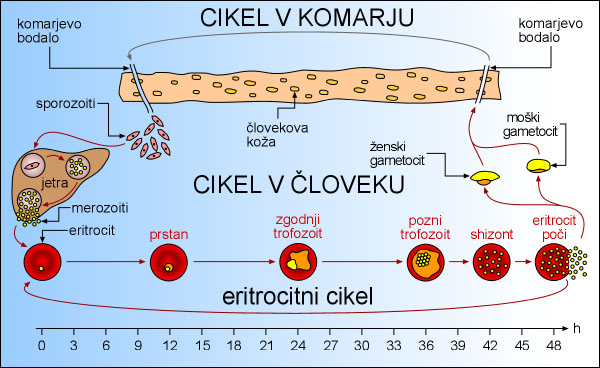 CIKEL V KOMARJU
komarjevo
bodalo
komarjevo
bodalo
sporozoiti
človekova
koža
moški
gametocit
ženski
gametocit
jetra
CIKEL V ČLOVEKU
merozoiti
eritrocit
prstan
zgodnji
trofozoit
pozni
trofozoit
shizont
eritrocit
poči
eritrocitni cikel
h
0 3 6 9 12 15 18 21 24 27 30 33 36 39 42 45 48